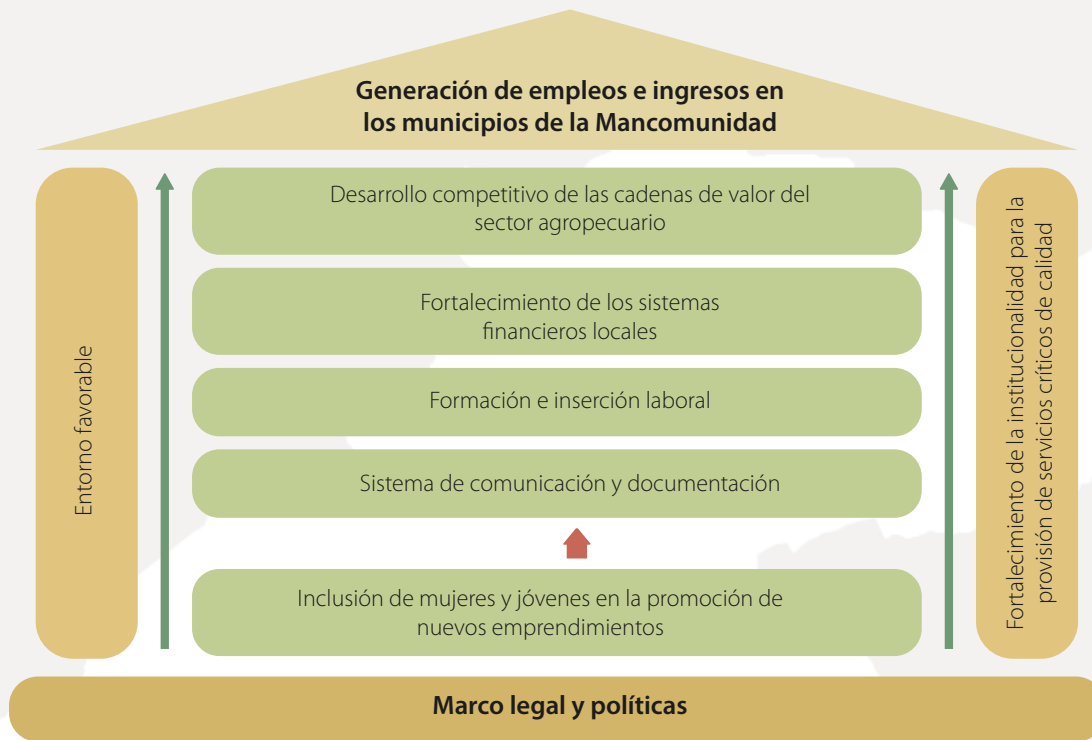 Generación de empleos e ingresos en
los municipios de la Mancomunidad
Entorno favorable
Desarrollo competitivo de las cadenas de valor del
sector agropecuario
Fortalecimiento de los sistemas
financieros locales
Formación e inserción laboral
Sistema de comunicación y documentación
Inclusión de mujeres y jóvenes en la promoción de
nuevos emprendimientos
Fortalecimiento de la institucionalidad para la
provisión de servicios críticos de calidad
Marco legal y políticas